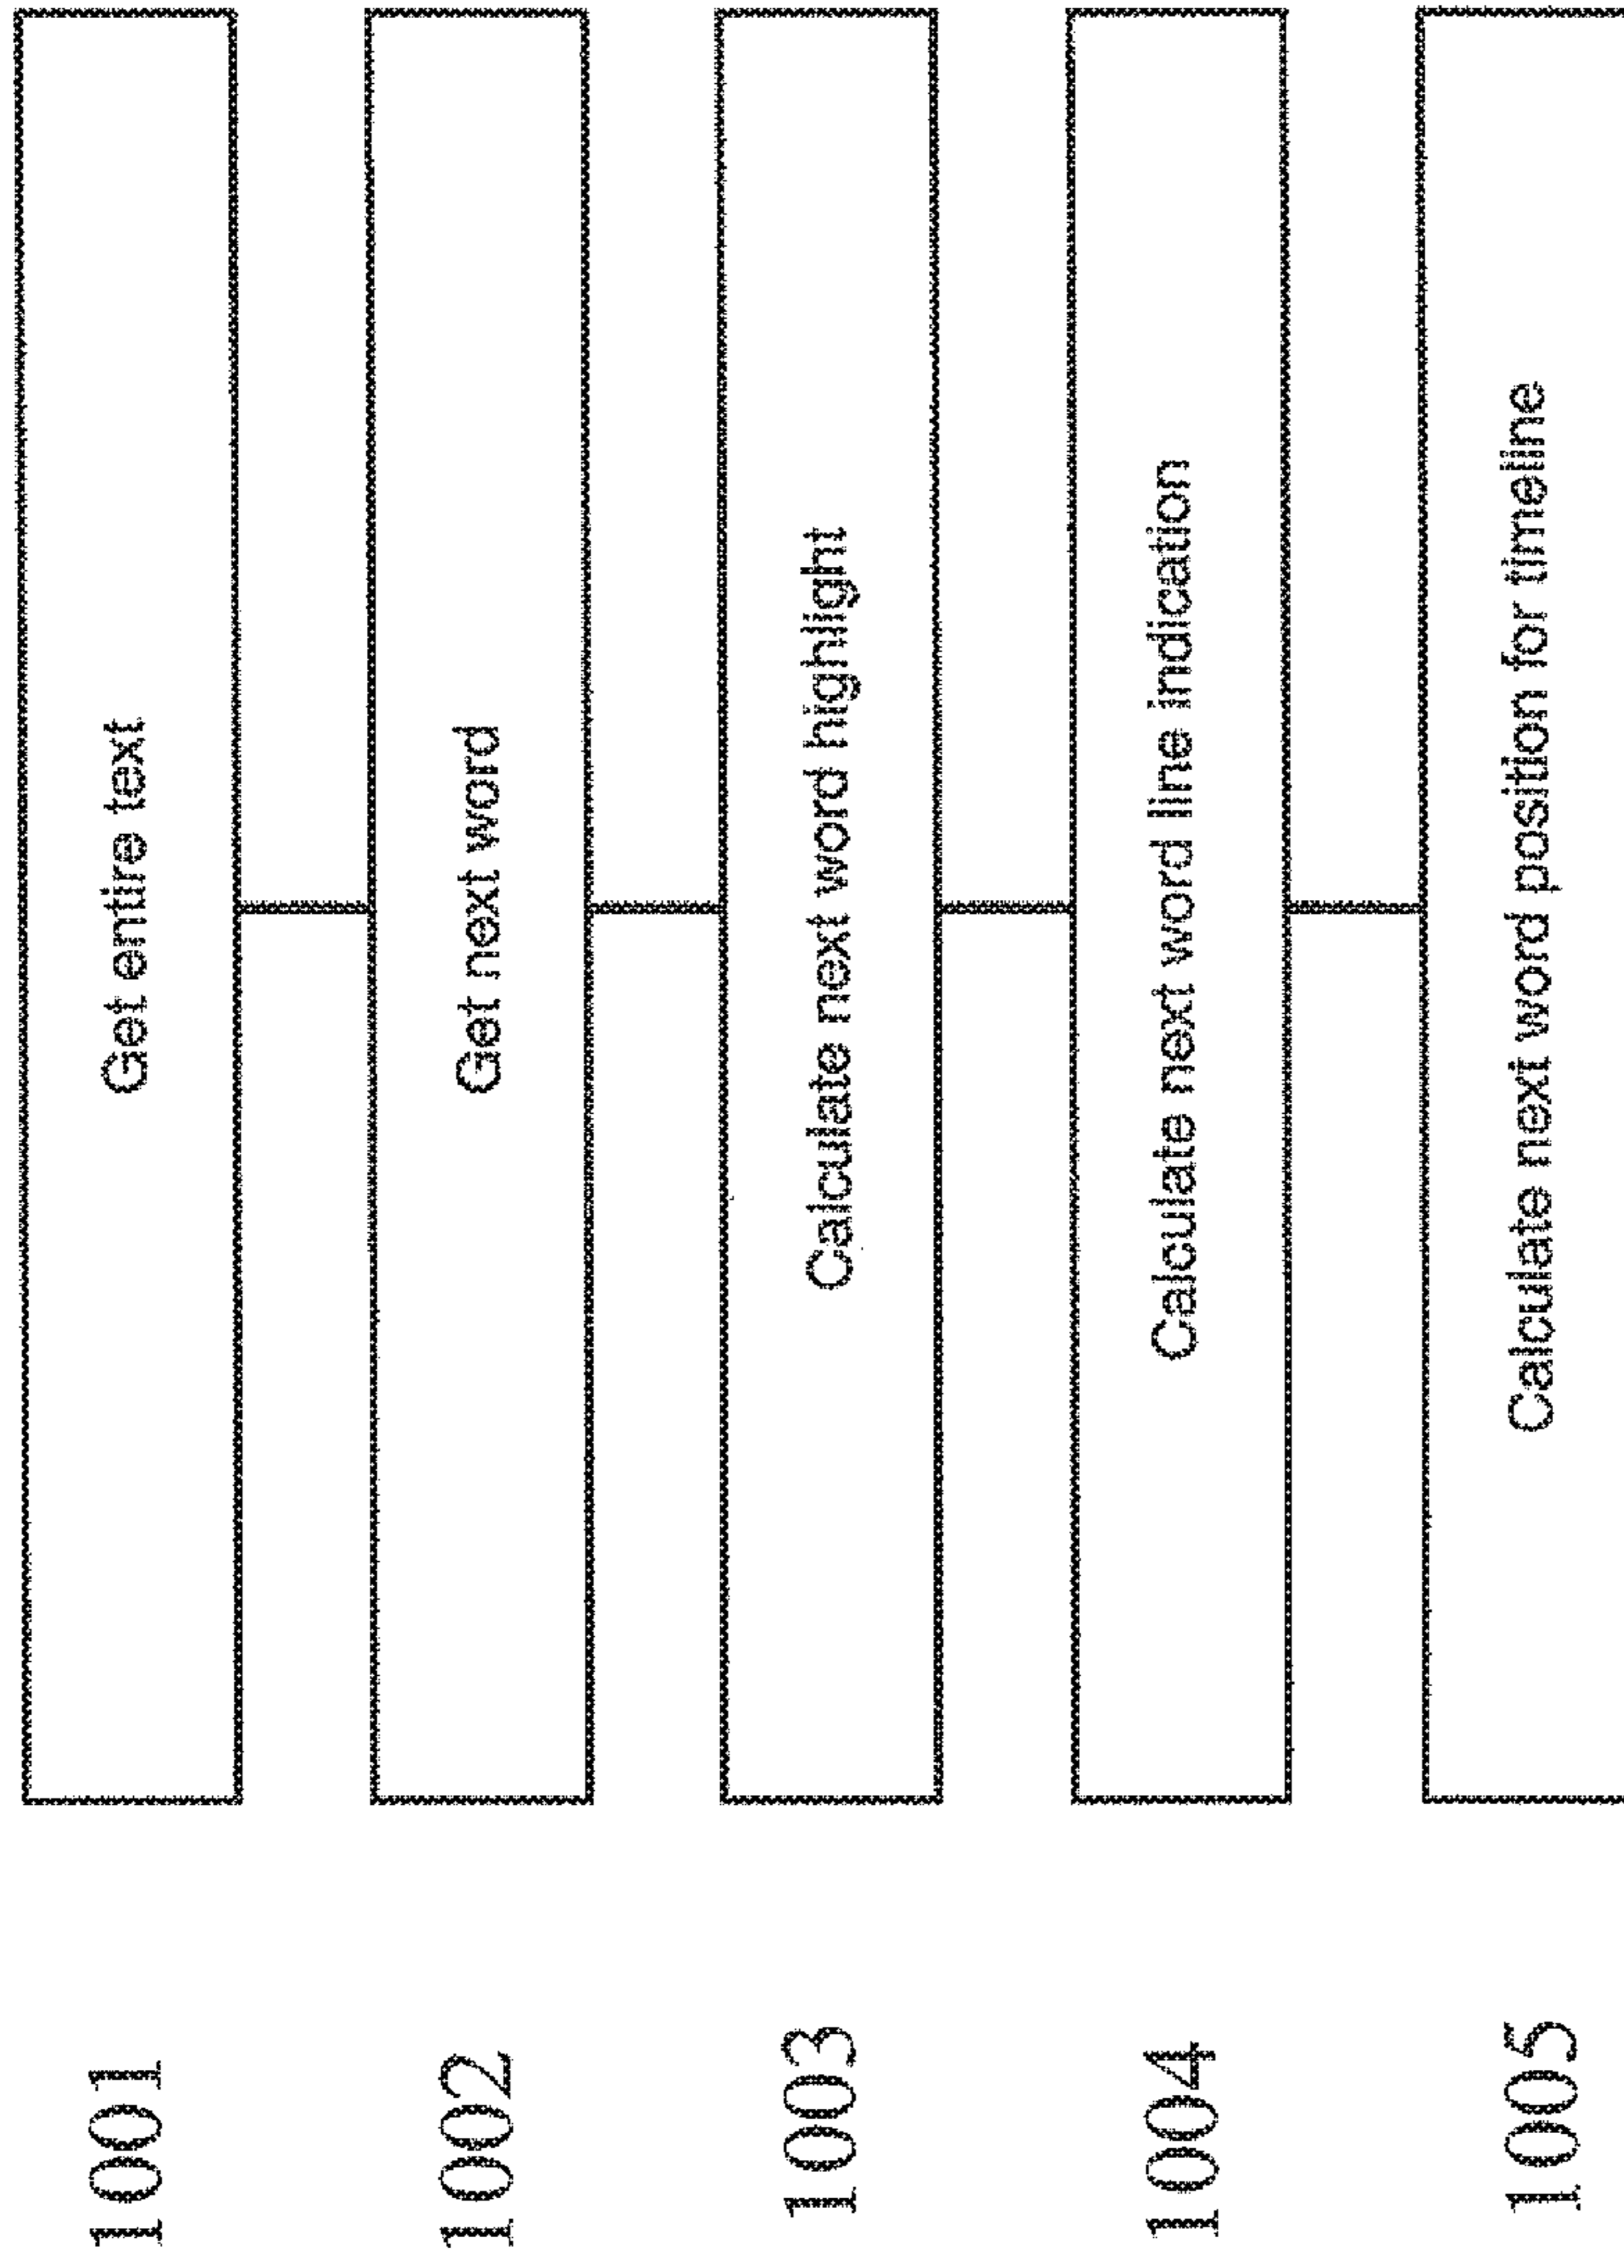 1001 Get entire text
1002 Get next word
1003 Calculate next word highlight
1004 Calculate next word line indication
1005 Calculate next word position for timeline